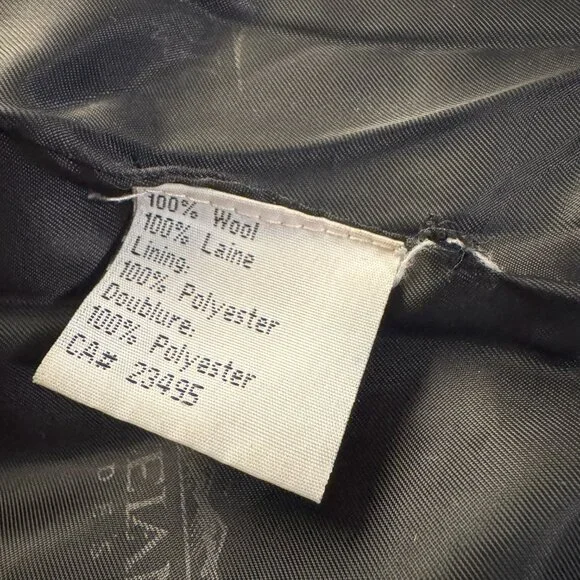 100% Wool
100% Laine
Lining:
100% Polyester
Doublure.
100% Polyester
CA# 23495